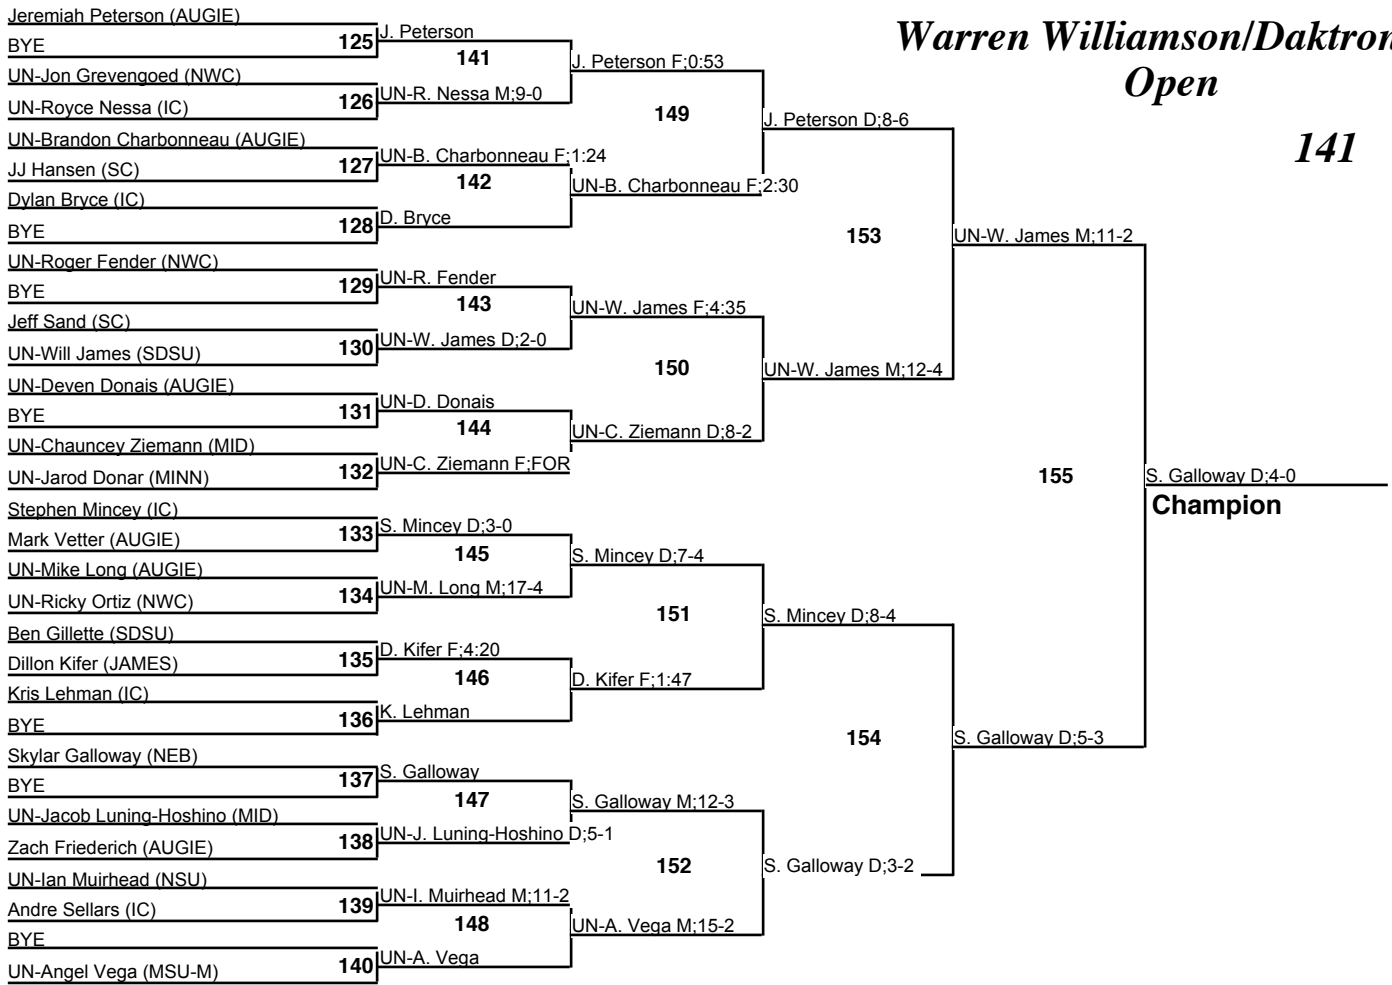 Warren Williamson/Daktron
Open
141
Jeremiah Peterson (AUGIE)
BYE
UN-Jon Grevengoed (NWC)
UN-Royce Nessa (IC)
UN-Brandon Charbonneau (AUGIE)
JJ Hansen (SC)
Dylan Bryce (IC)
BYE
UN-Roger Fender (NWC)
BYE
Jeff Sand (SC)
UN-Will James (SDSU)
UN-Deven Donais (AUGIE)
BYE
UN-Chauncey Ziemann (MID)
UN-Jarod Donar (MINN)
Stephen Mincey (IC)
Mark Vetter (AUGIE)
UN-Mike Long (AUGIE)
UN-Ricky Ortiz (NWC)
Ben Gillette (SDSU)
Dillon Kifer (JAMES)
Kris Lehman (IC)
BYE
Skylar Galloway (NEB)
BYE
UN-Jacob Luning-Hoshino (MID)
Zach Friederich (AUGIE)
UN-Ian Muirhead (NSU)
Andre Sellars (IC)
BYE
UN-Angel Vega (MSU-M)
125
126
127
128
129
130
131
132
133
134
135
136
137
138
139
140
J. Peterson
141
UN-R. Nessa M;9-0
UN-B. Charbonneau F;1:24
142
D. Bryce
UN-R. Fender
143
UN-W. James D;2-0
UN-D. Donais
144
UN-C. Ziemann F;FOR
S. Mincey D;3-0
145
UN-M. Long M;17-4
D. Kifer F;4:20
146
K. Lehman
S. Galloway
147
UN-J. Luning-Hoshino D;5-1
UN-I. Muirhead M;11-2
148
UN-A. Vega
J. Peterson F;0:53
149
UN-B. Charbonneau F;2:30
UN-W. James F;4:35
150
UN-C. Ziemann D;8-2
S. Mincey D;7-4
151
D. Kifer F;1:47
S. Galloway M;12-3
152
UN-A. Vega M;15-2
J. Peterson D;8-6
153
UN-W. James M;12-4
S. Mincey D;8-4
154
S. Galloway D;3-2
UN-W. James M;11-2
155
S. Galloway D;5-3
S. Galloway D;4-0
Champion